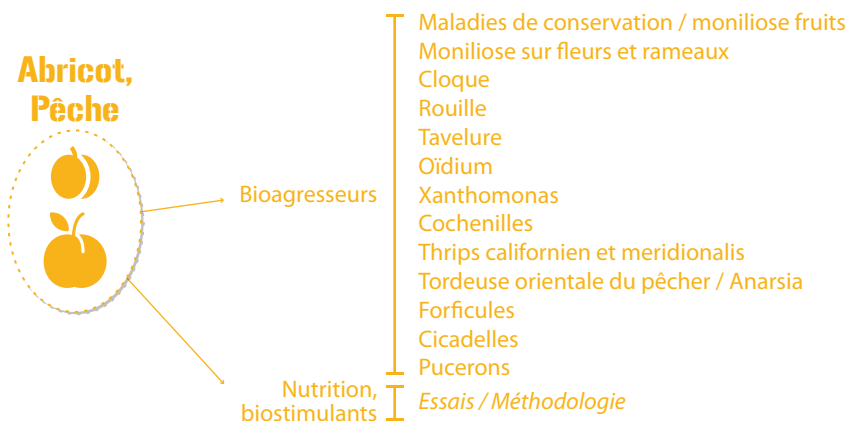 Abricot,
Pêche
Bioagresseurs
Maladies de conservation / moniliose fruits
Moniliose sur fleurs et rameaux
Cloque
Rouille
Tavelure
Oïdium
Xanthomonas
Cochenilles
Thrips californien et meridionalis
Tordeuse orientale du pêcher / Anarsia
Forficules
Cicadelles
Pucerons
Nutrition,
biostimulants
Essais / Méthodologie